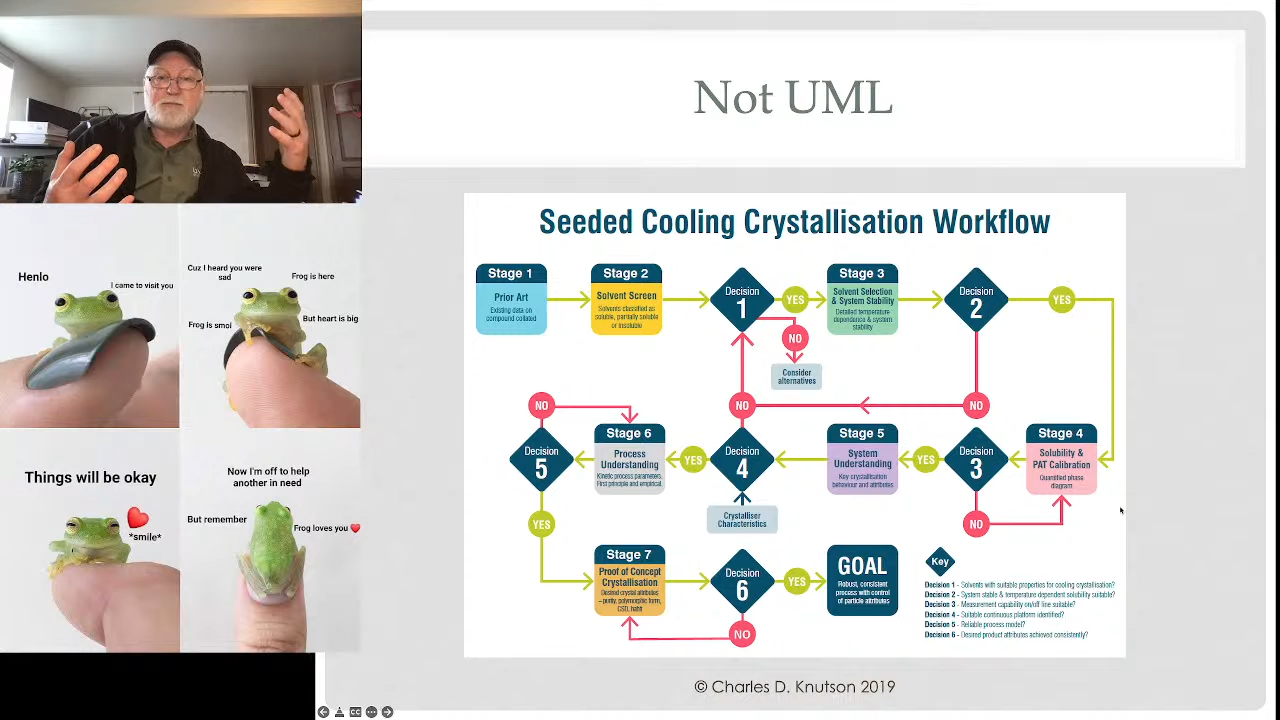 Not UML
Seeded Cooling Crystallisation Workflow
Stage 1
Prior Art
Existing data on
compound collated
Stage 2
Solvent Screen
Solvents classified as
soluble, partially soluble
or insoluble
Decision
1
YES
NO
Consider
alternatives
Stage 3
Solvent Selection
& System Stability
Detailed temperature
dependence & system
stability
Decision
2
YES
NO
NO
Stage 4
Solubility &
PAT Calibration
Quantified phase
diagram
Decision
3
NO
YES
Stage 5
System
Understanding
Key crystallisation
behaviour and attributes
Decision
4
Crystalliser
Characteristics
YES
Stage 6
Process
Understanding
Kinetic process parameters.
First principle and empirical.
Decision
5
NO
YES
Stage 7
Proof of Concept
Crystallisation
Desired crystal attributes
– purity, polymorphic form,
CSD, habit
Decision
6
NO
YES
GOAL
Robust, consistent
process with control
of particle attributes
Key
Decision 1 - Solvents with suitable properties for cooling crystallisation?
Decision 2 - System stable & temperature dependent solubility suitable?
Decision 3 - Measurement capability on/off line suitable?
Decision 4 - Suitable continuous platform identified?
Decision 5 - Reliable process model?
Decision 6 - Desired product attributes achieved consistently?
© Charles D. Knutson 2019
Henlo
I came to visit you
Cuz I heard you were
sad
Frog is here
Frog is smol
But heart is big
Things will be okay
*smile*
Now I'm off to help
another in need
But remember
Frog loves you ❤
CC